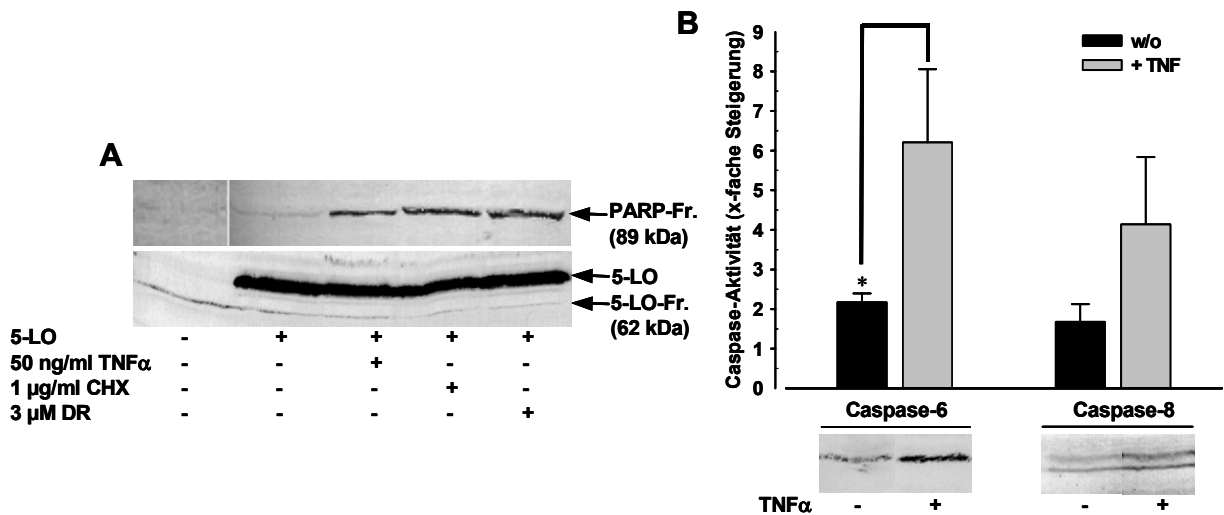 A
PARP-Fr.
(89 kDa)
5-LO
5-LO-Fr.
(62 kDa)
5-LO - + + + +
50 ng/ml TNFα - - + - -
1 µg/ml CHX - - - + -
3 µM DR - - - - +
B
Caspase-Aktivität (x-fache Steigerung)
9
8
7
6
5
4
3
2
1
0
w/o
+ TNF
*
Caspase-6 Caspase-8
TNFα - + - +